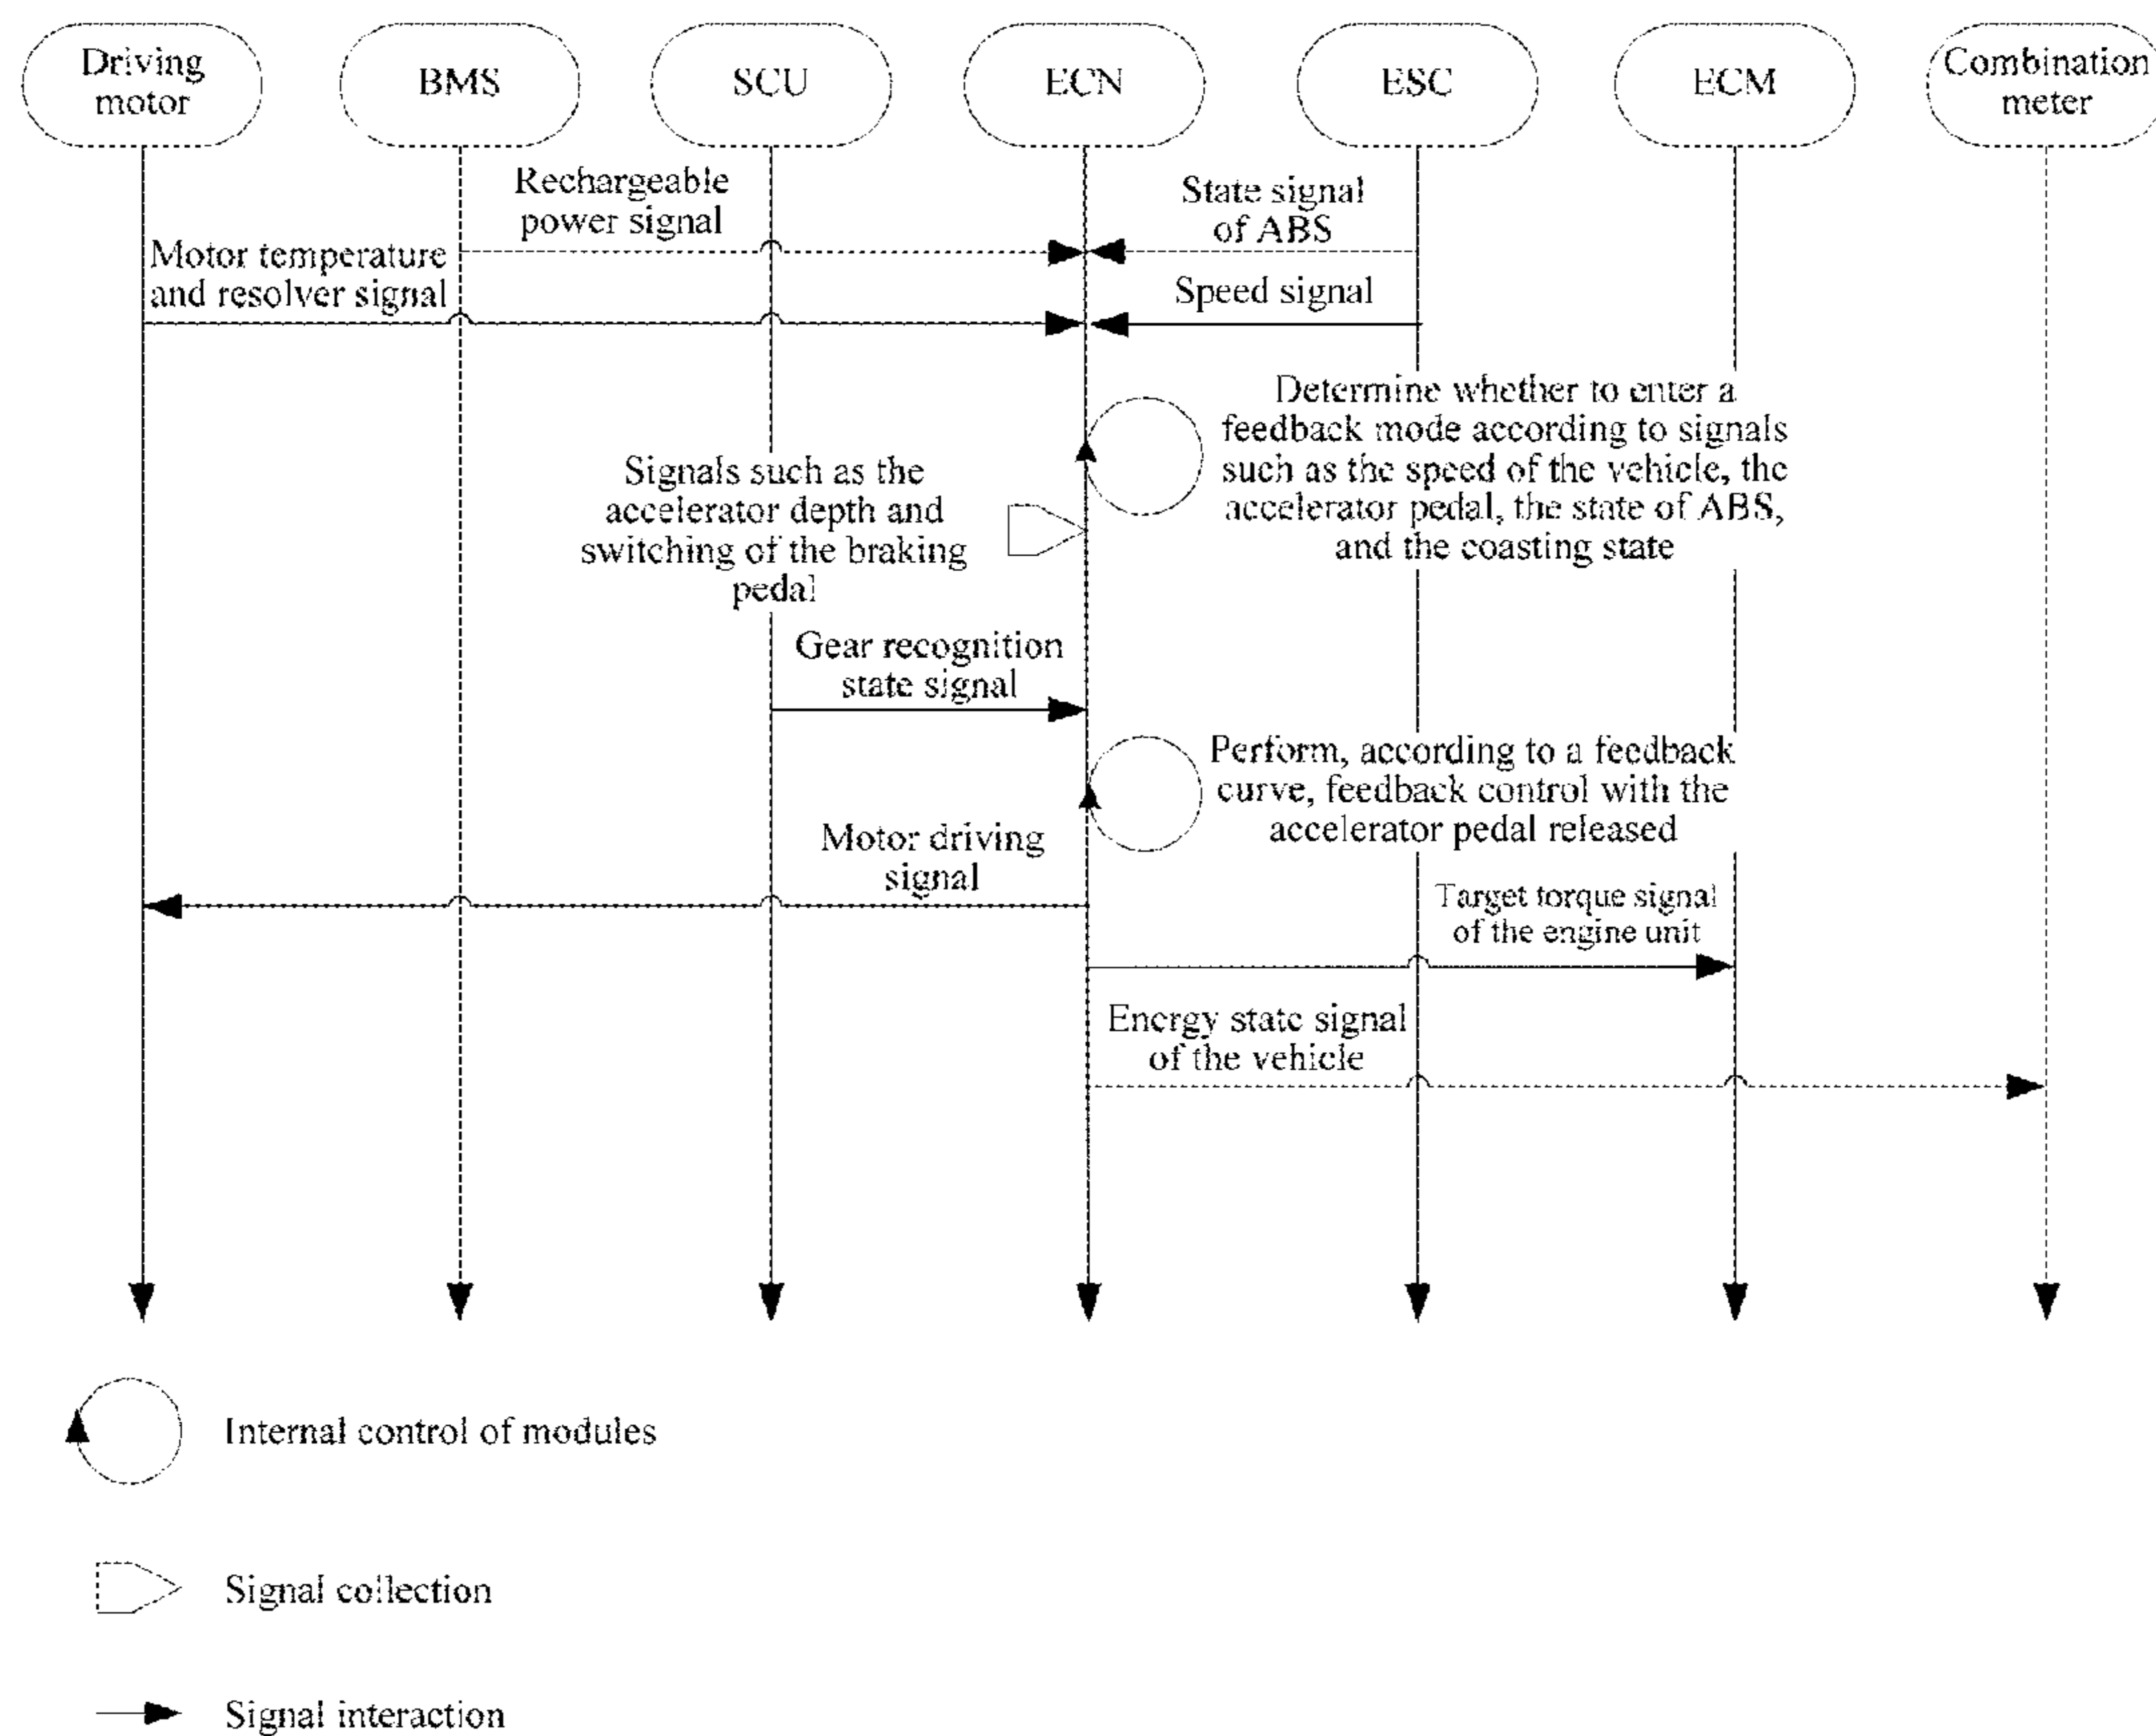 Driving
motor
BMS
SCU
ECN
ESC
ECM
Combination
meter
Rechargeable
power signal
State signal
of ABS
Motor temperature
and resolver signal
Speed signal
Determine whether to enter a
feedback mode according to signals
such as the speed of the vehicle, the
accelerator pedal, the state of ABS,
and the coasting state
Signals such as the
accelerator depth and
switching of the braking
pedal
Gear recognition
state signal
Perform, according to a feedback
curve, feedback control with the
accelerator pedal released
Motor driving
signal
Target torque signal
of the engine unit
Energy state signal
of the vehicle
Internal control of modules
Signal collection
Signal interaction